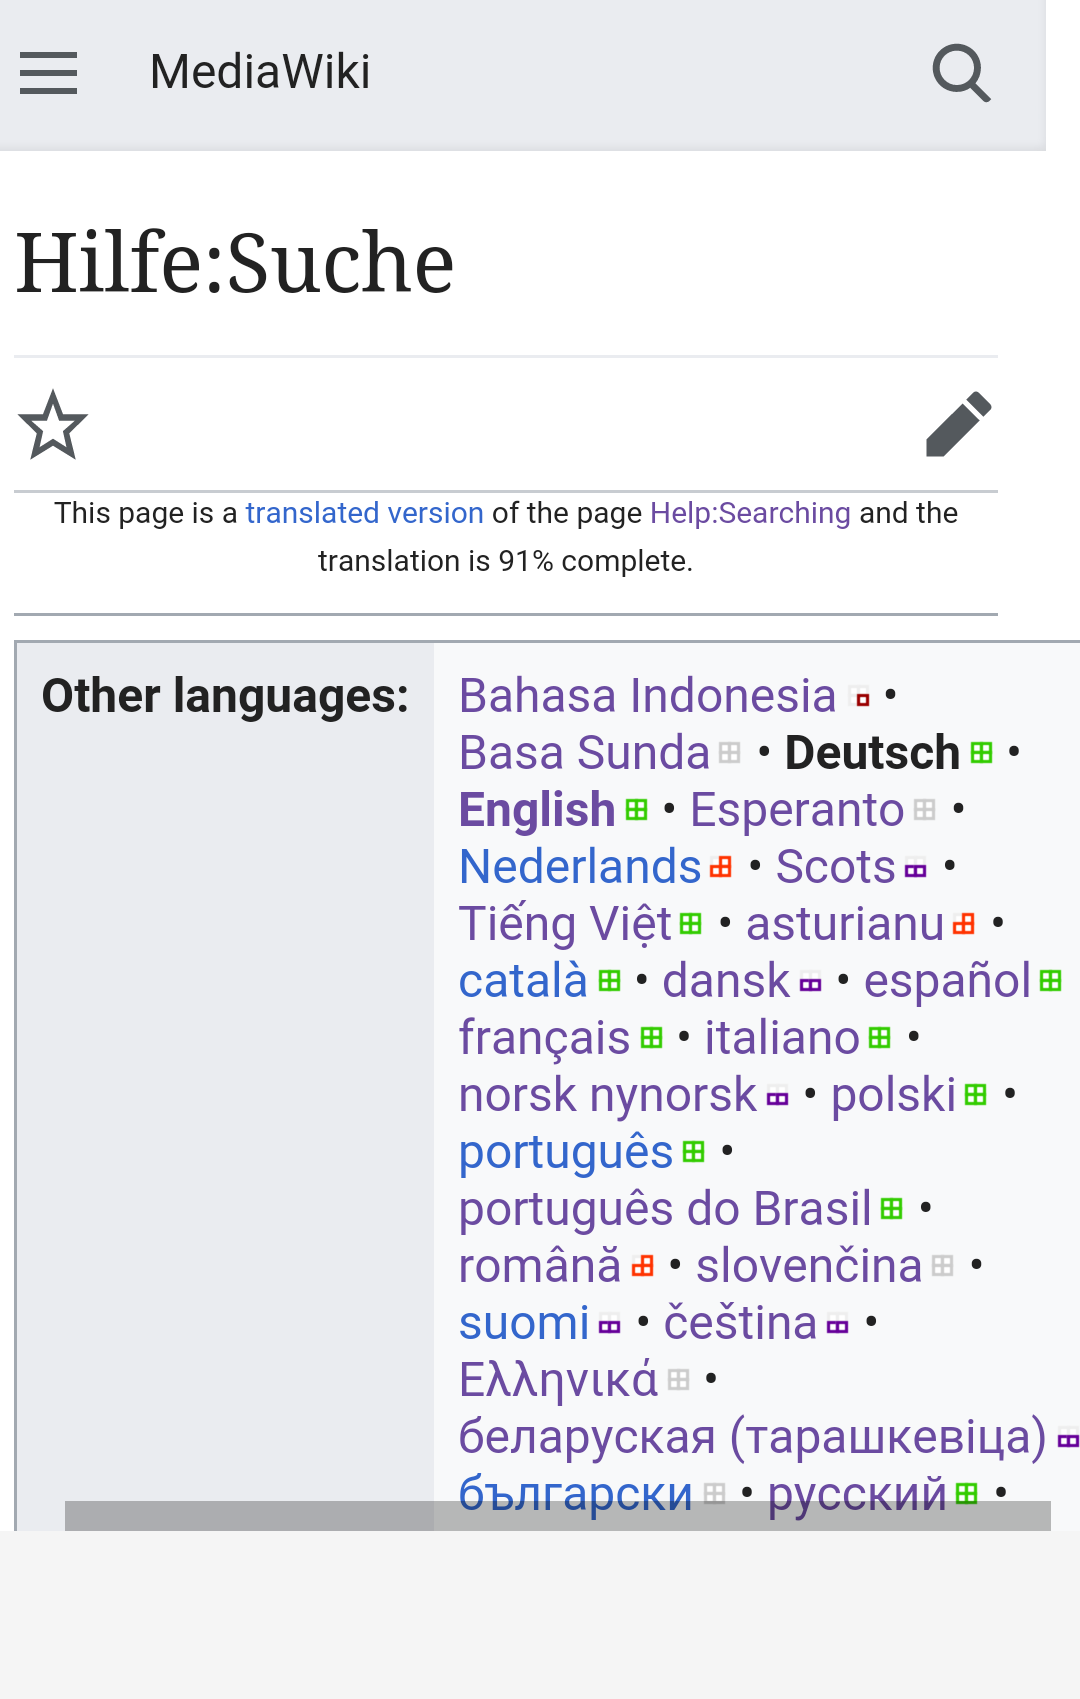 MediaWiki
Hilfe:Suche
This page is a translated version of the page Help:Searching and the
translation is 91% complete.
Other languages:
Bahasa Indonesia •
Basa Sunda • Deutsch •
English • Esperanto •
Nederlands • Scots •
Tiếng Việt • asturianu •
català • dansk • español
français • italiano •
norsk nynorsk • polski •
português •
português do Brasil •
română • slovenčina •
suomi • čeština •
Ελληνικά •
беларуская (тарашкевіца)
български • русский •